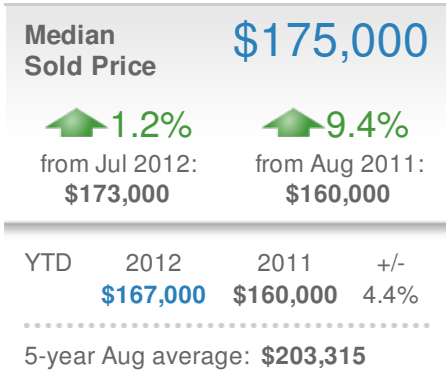 Median
Sold Price
$175,000
1.2%
9.4%
from Jul 2012:
from Aug 2011:
$173,000
$160,000
YTD 2012 2011 +/-
$167,000 $160,000 4.4%
5-year Aug average: $203,315